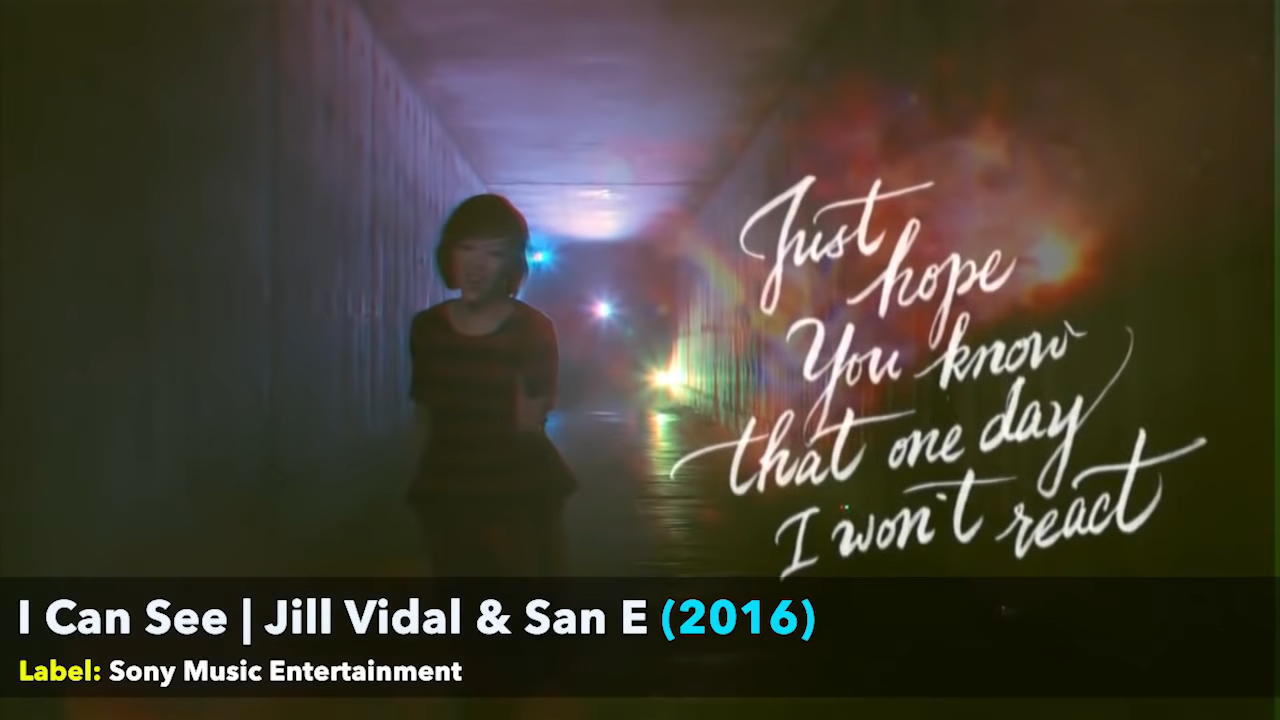 Just
hope
You know
that one day
I won't react
I Can See | Jill Vidal & San E (2016)
Label: Sony Music Entertainment